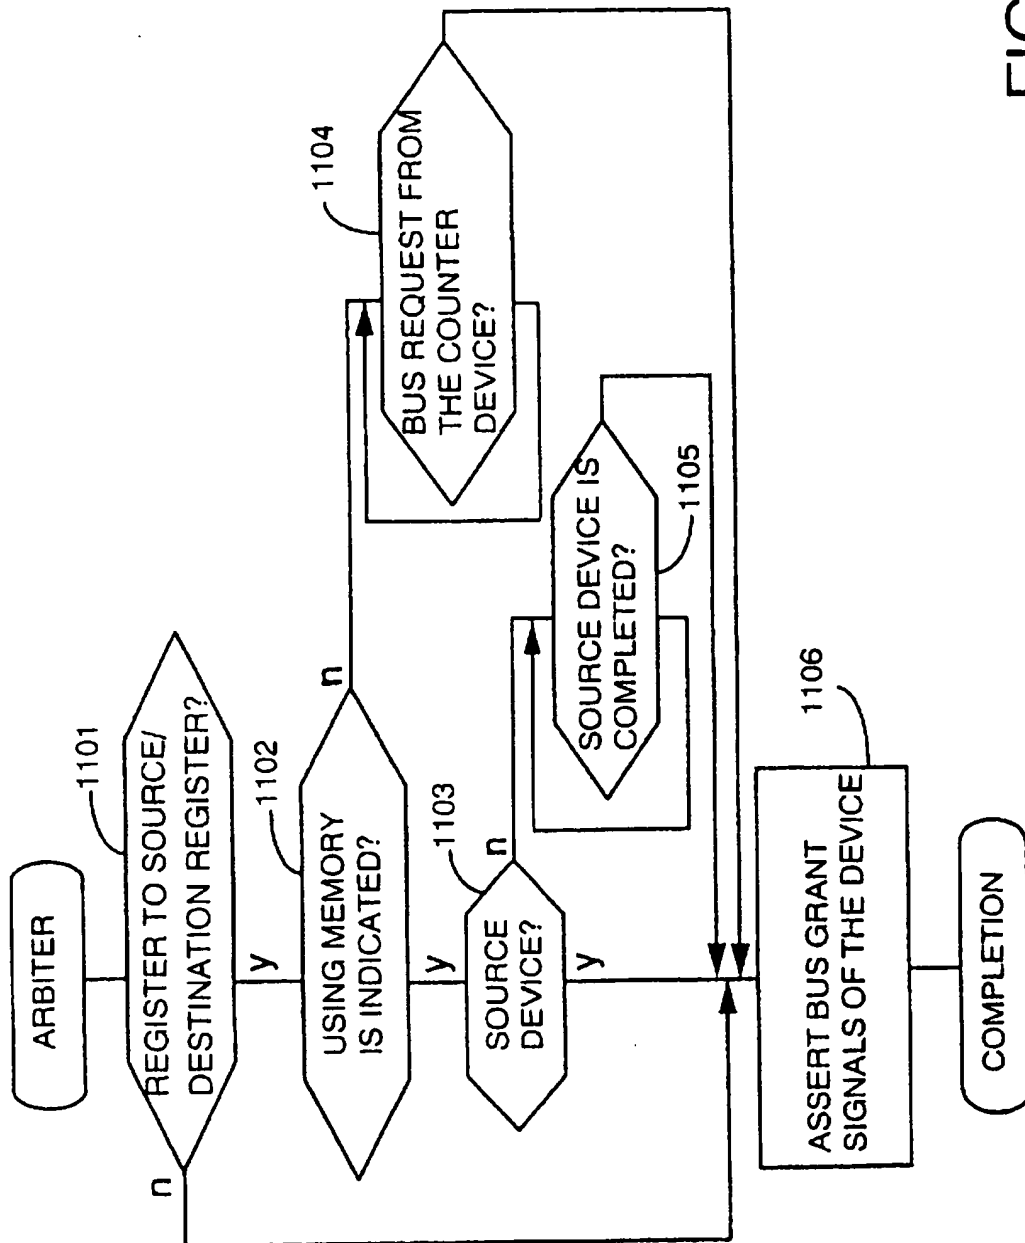 ARBITER
1101
REGISTER TO SOURCE/
DESTINATION REGISTER?
n
y
1102
USING MEMORY
IS INDICATED?
n
y
1103
SOURCE
DEVICE?
n
y
1104
BUS REQUEST FROM
THE COUNTER
DEVICE?
SOURCE DEVICE IS
COMPLETED?
1105
1106
ASSERT BUS GRANT
SIGNALS OF THE DEVICE
COMPLETION